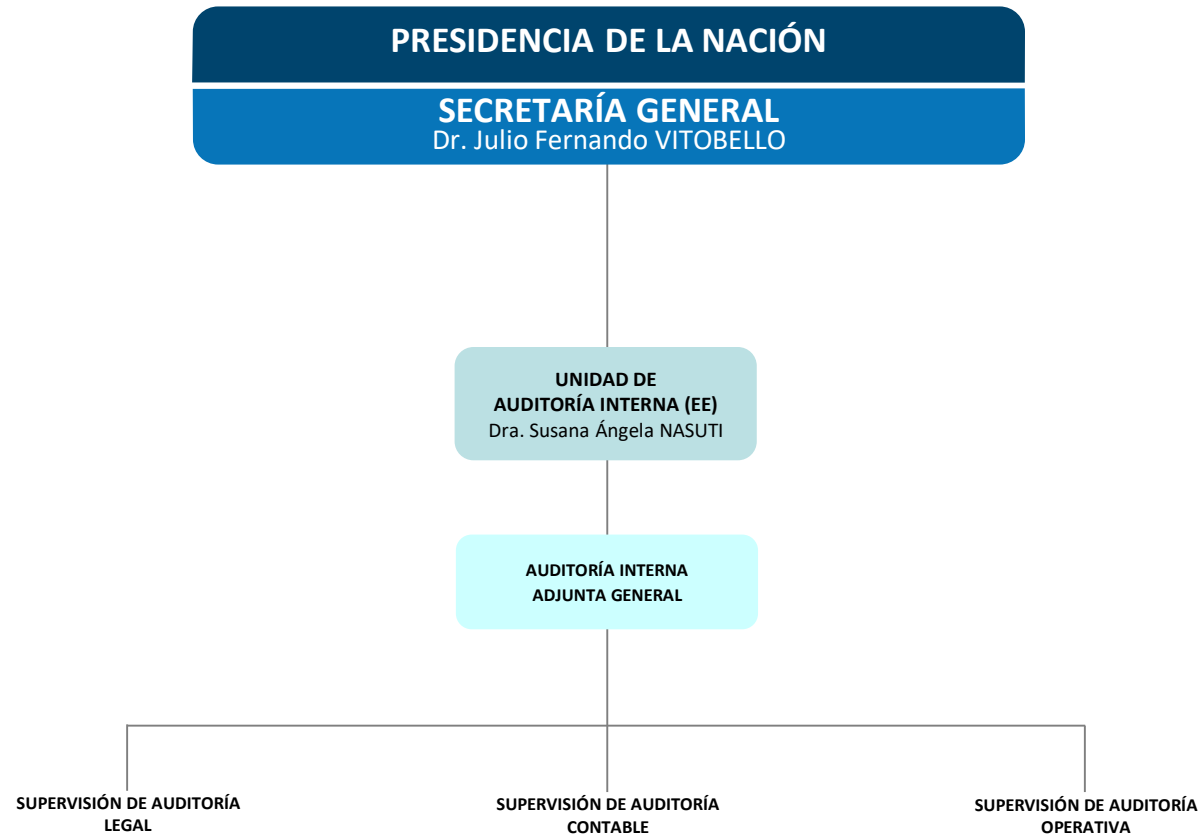 PRESIDENCIA DE LA NACIÓN
SECRETARÍA GENERAL
Dr. Julio Fernando VITOBELLO
UNIDAD DE
AUDITORÍA INTERNA (EE)
Dra. Susana Ángela NASUTI
AUDITORÍA INTERNA
ADJUNTA GENERAL
SUPERVISIÓN DE AUDITORÍA
LEGAL
SUPERVISIÓN DE AUDITORÍA
CONTABLE
SUPERVISIÓN DE AUDITORÍA
OPERATIVA